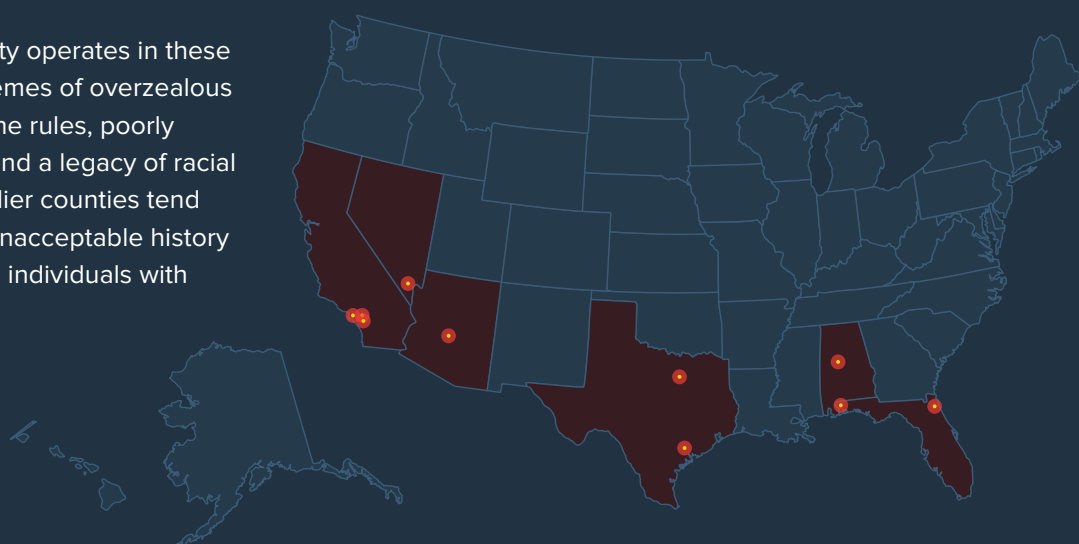 ty operates in these
emes of overzealous
ne rules, poorly
nd a legacy of racial
lier counties tend
nacceptable history
individuals with